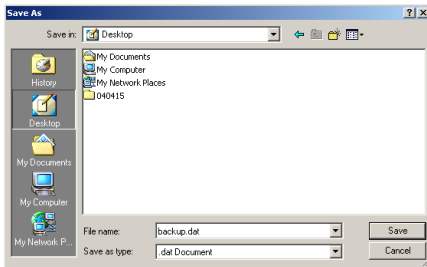 Save As
Save in: Desktop
History
Desktop
My Documents
My Computer
My Network P...
My Documents
My Computer
My Network Places
040415
File name: backup.dat Save
Save as type: .dat Document Cancel